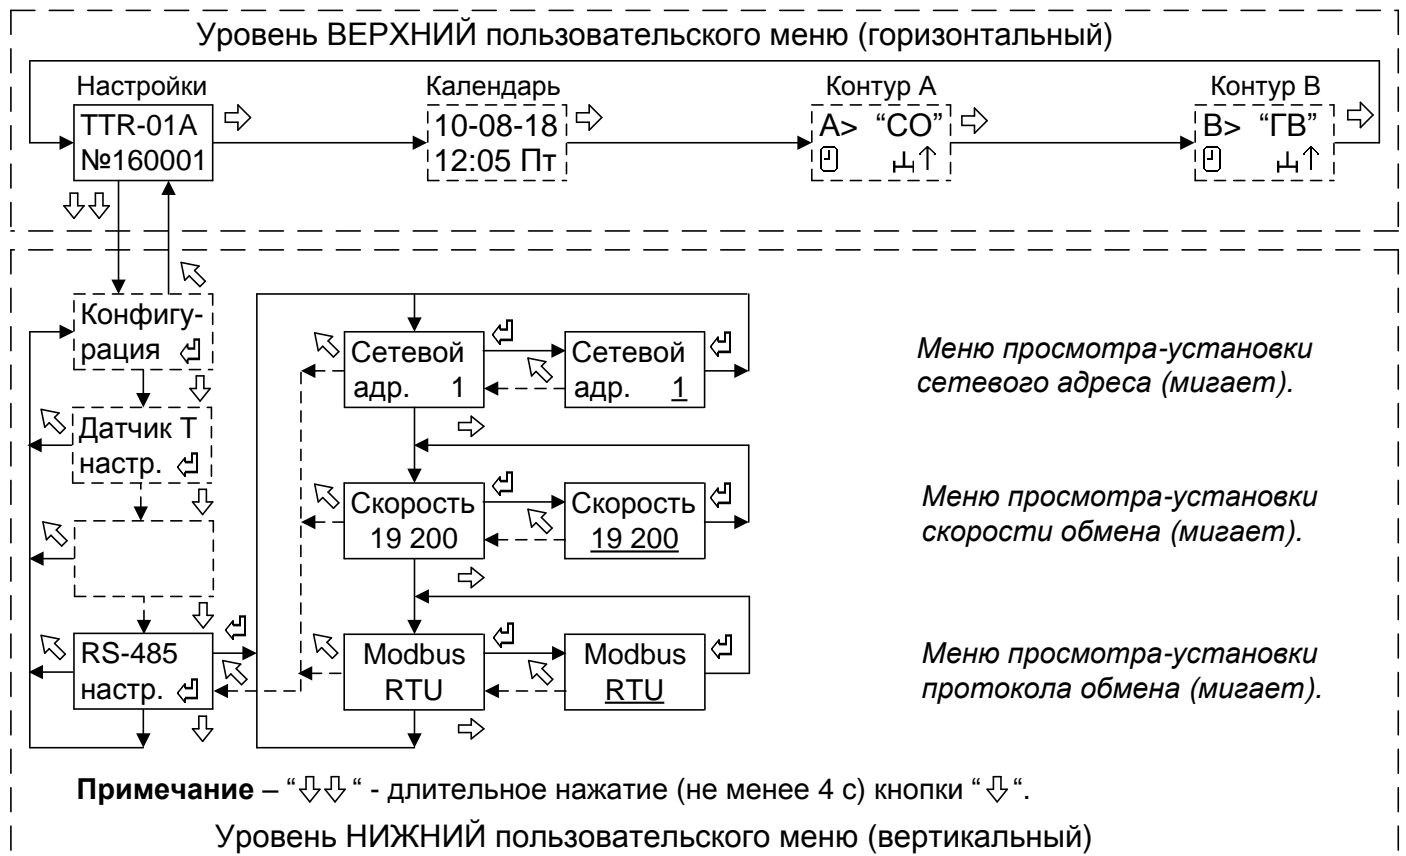 Уровень ВЕРХНИЙ пользовательского меню (горизонтальный)
Настройки
TTR-01A
№160001
Календарь
10-08-18
12:05 Пт
Контур А
А> “СО”
Контур В
В> “ГВ”
Конфигу-
рация
Датчик Т
настр.
RS-485
настр.
Сетевой
адр. 1
Сетевой
адр. 1
Меню просмотра-установки
сетевого адреса (мигает).
Скорость
19 200
Скорость
19 200
Меню просмотра-установки
скорости обмена (мигает).
Modbus
RTU
Modbus
RTU
Меню просмотра-установки
протокола обмена (мигает).
Примечание – “⇩⇩ “ - длительное нажатие (не менее 4 с) кнопки “ ⇩ “.
Уровень НИЖНИЙ пользовательского меню (вертикальный)